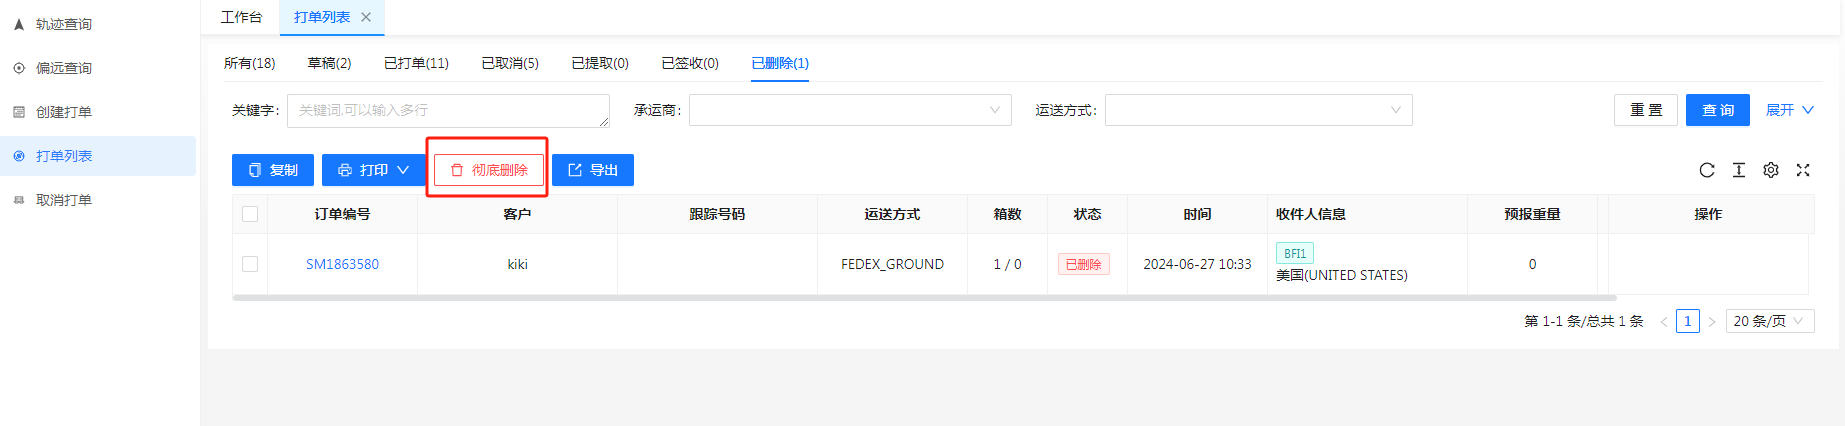 轨迹查询
偏远查询
创建打单
打单列表
取消打单
工作台 打单列表
所有(18) 草稿(2) 已打单(11) 已取消(5) 已提取(0) 已签收(0) 已删除(1)
关键字: 关键词,可以输入多行 承运商: 运送方式: 重 置 查 询 展开
复制 打印 彻底删除 导出
订单编号 客户 跟踪号码 运送方式 箱数 状态 时间 收件人信息 预报重量 操作
SM1863580 kiki FEDEX_GROUND 1 / 0 已删除 2024-06-27 10:33 BFI1 0
美国(UNITED STATES)
第 1-1 条/总共 1 条 1 20 条/页